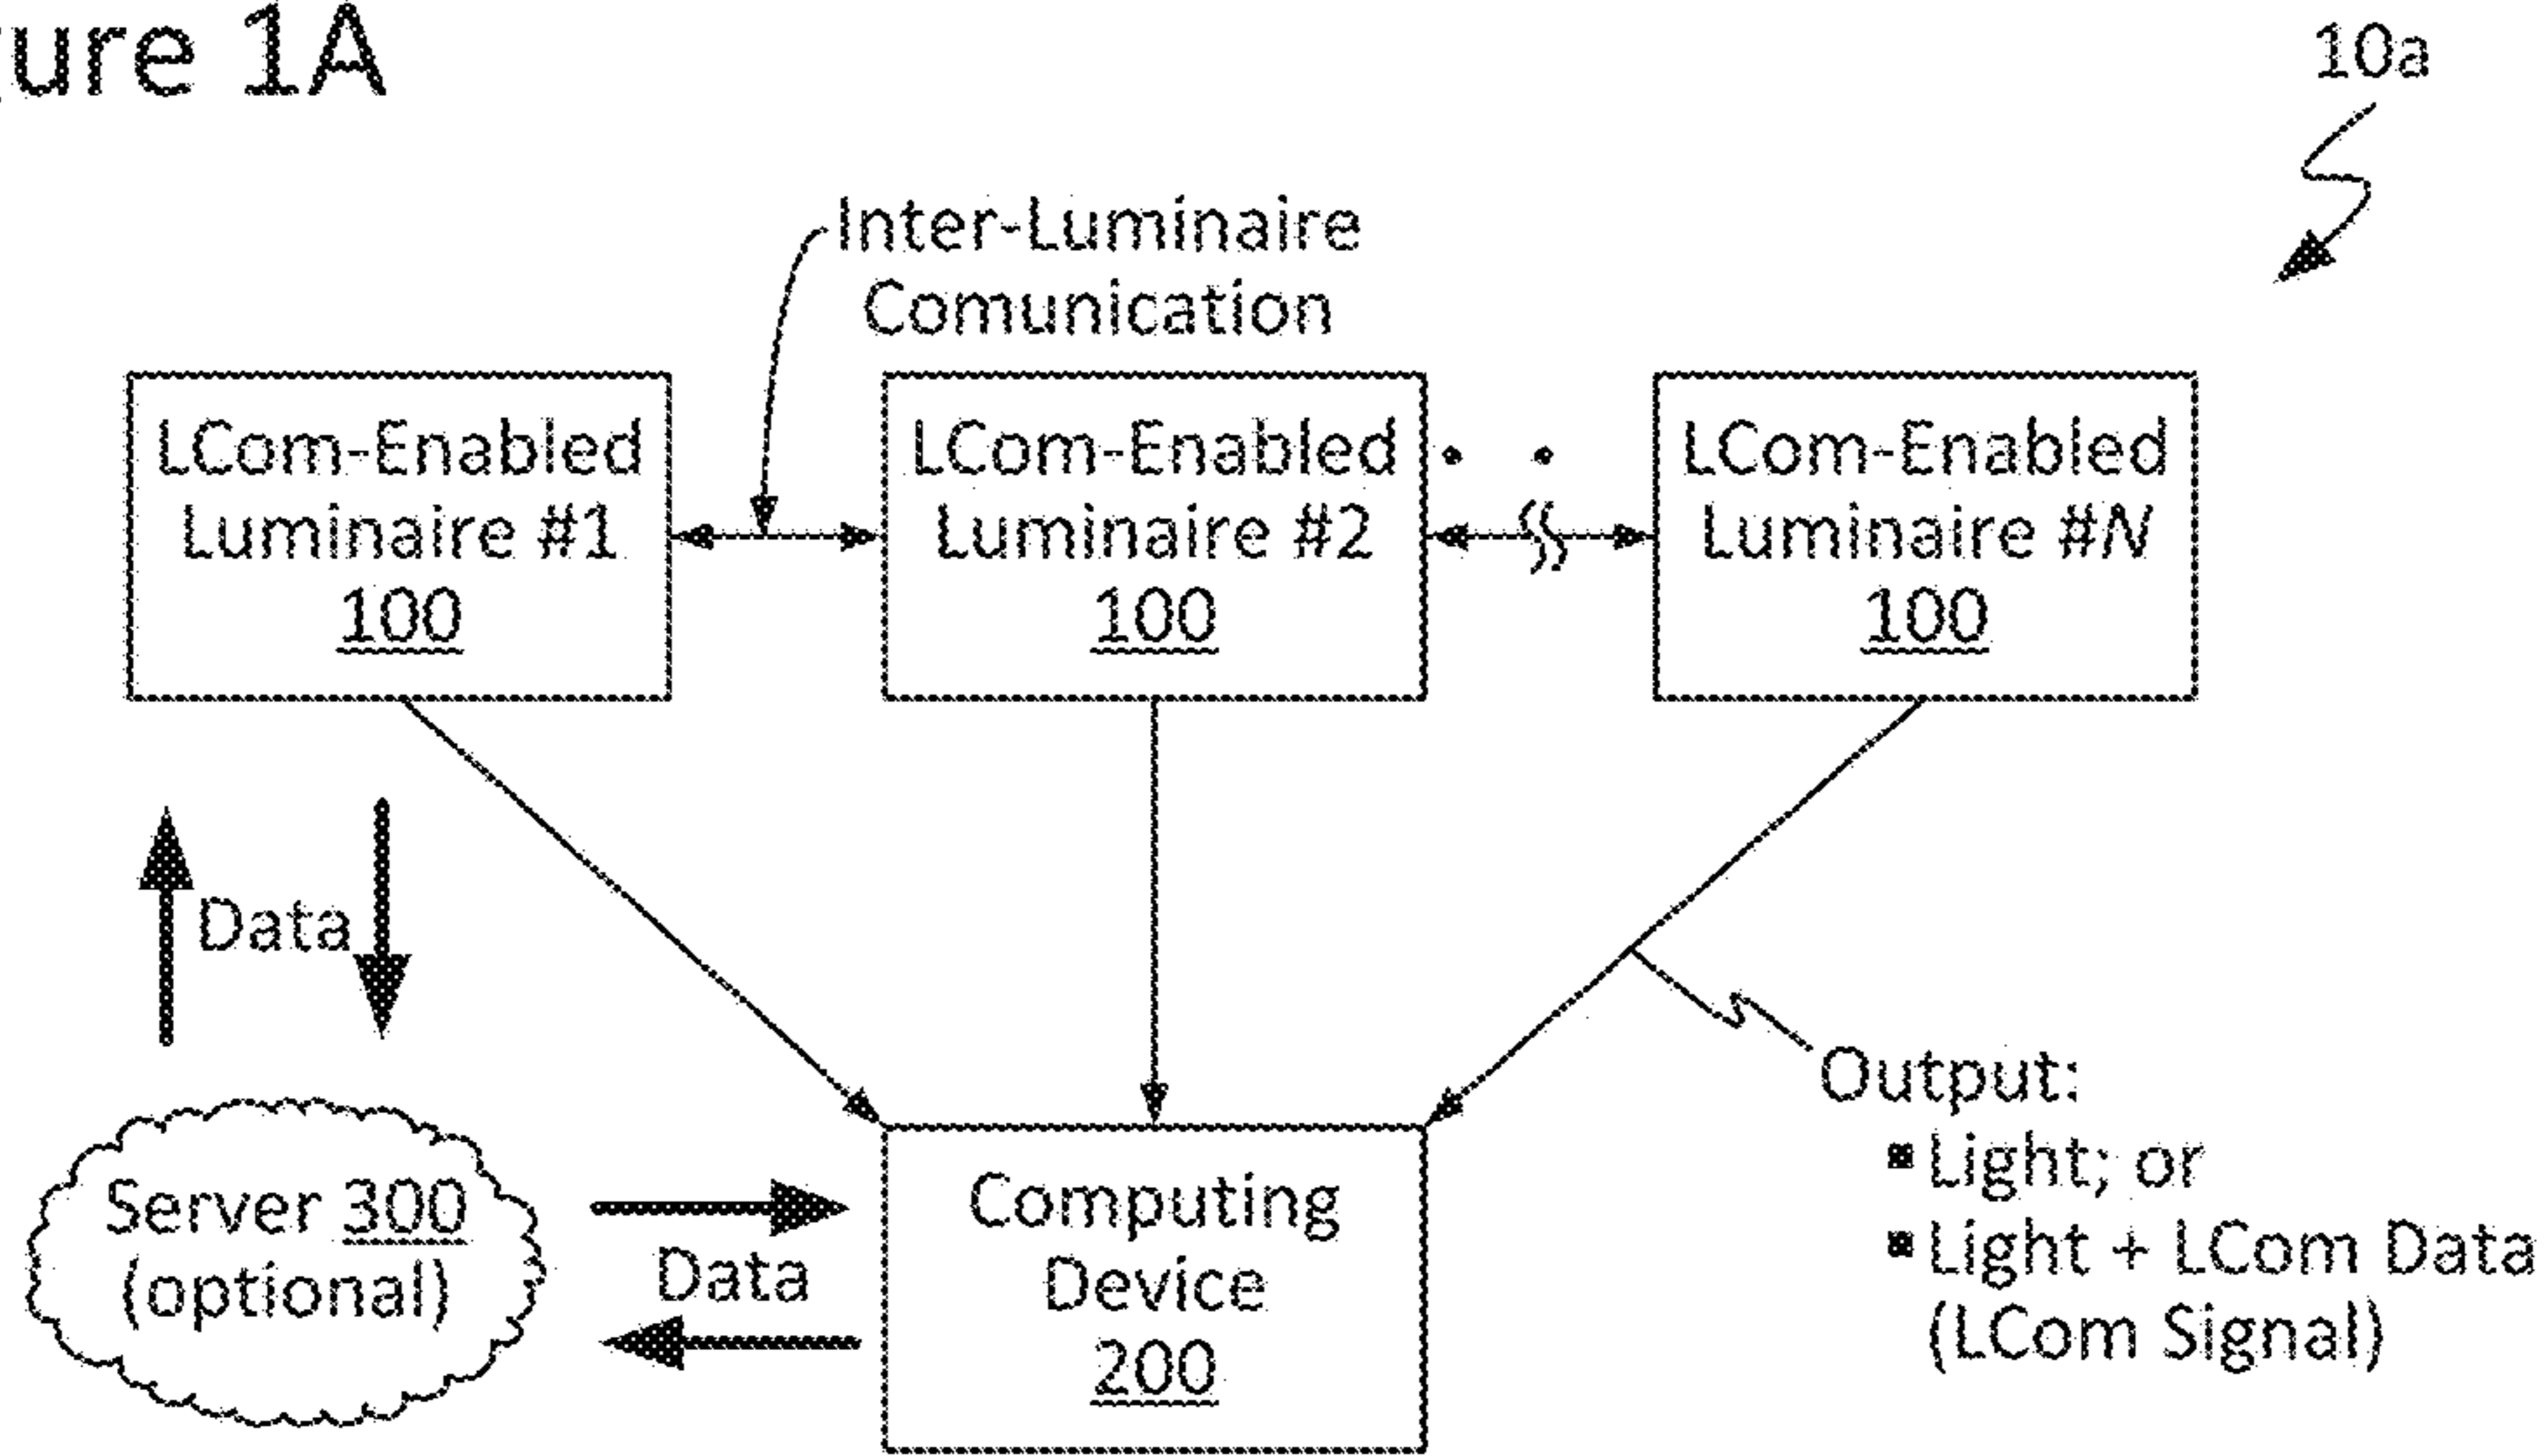 ure 1A
10a
Inter-Luminaire
Comunication
LCom-Enabled
Luminaire #1
100
LCom-Enabled
Luminaire #2
100
LCom-Enabled
Luminaire #N
100
Data
Server 300
(optional)
Data
Computing
Device
200
Output:
▪ Light; or
▪ Light + LCom Data
(LCom Signal)